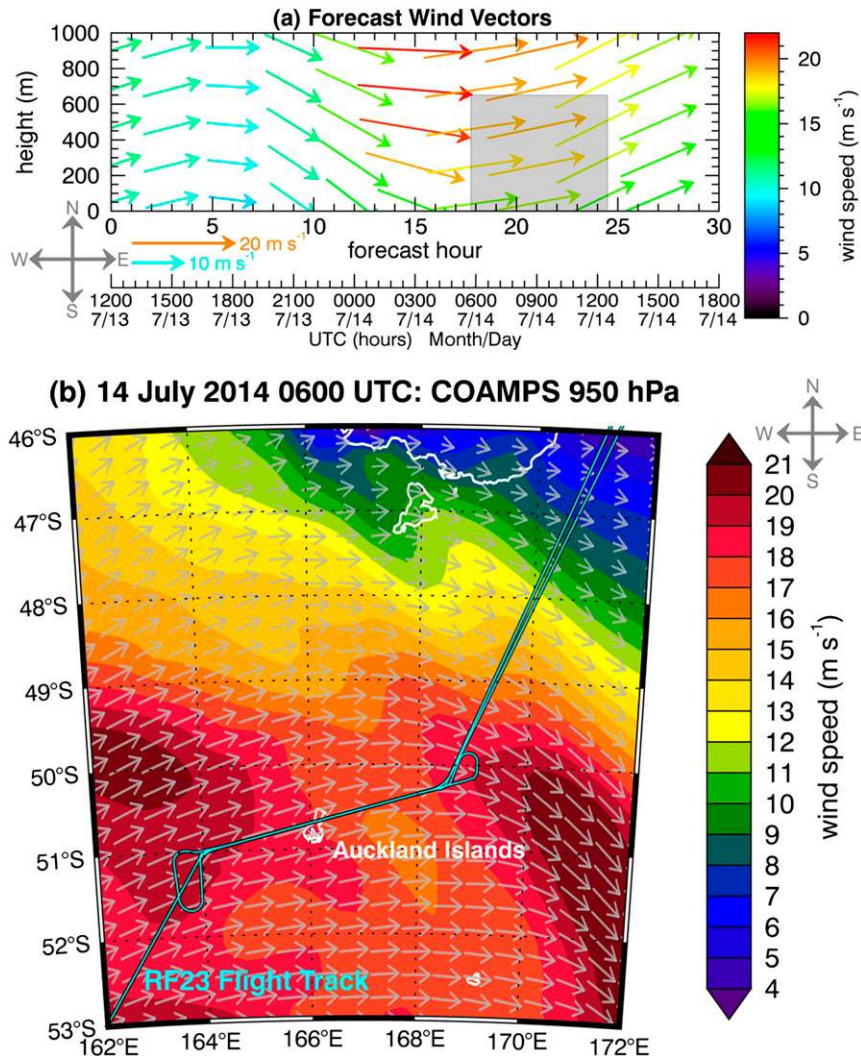 (a) Forecast Wind Vectors
height (m)
1000
800
600
400
200
0
0 5 10 15 20 25 30
forecast hour
20 m s⁻¹
10 m s⁻¹
N
W E
S
1200 1500 1800 2100 0000 0300 0600 0900 1200 1500 1800
7/13 7/13 7/13 7/13 7/14 7/14 7/14 7/14 7/14 7/14 7/14
UTC (hours) Month/Day
20
15
10
5
0
wind speed (m s⁻¹)
(b) 14 July 2014 0600 UTC: COAMPS 950 hPa
N
W E
S
46°S
47°S
48°S
49°S
50°S
51°S
52°S
53°S
Auckland Islands
RF23 Flight Track
162°E 164°E 166°E 168°E 170°E 172°E
21
20
19
18
17
16
15
14
13
12
11
10
9
8
7
6
5
4
wind speed (m s⁻¹)